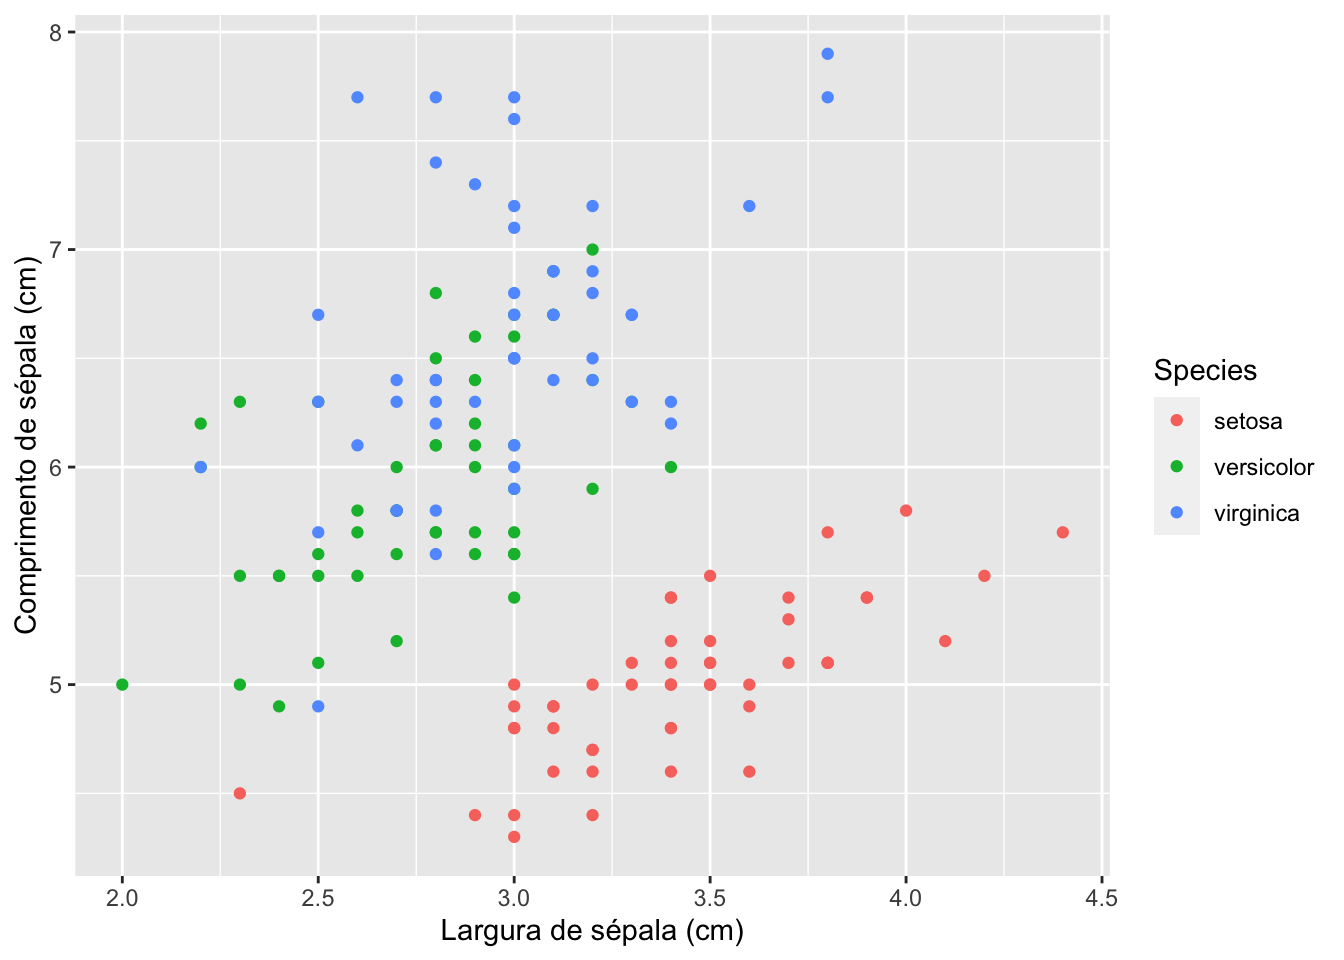 8
7
6
5
Comprimento de sépala (cm)
2.0 2.5 3.0 3.5 4.0 4.5
Largura de sépala (cm)
Species
setosa
versicolor
virginica